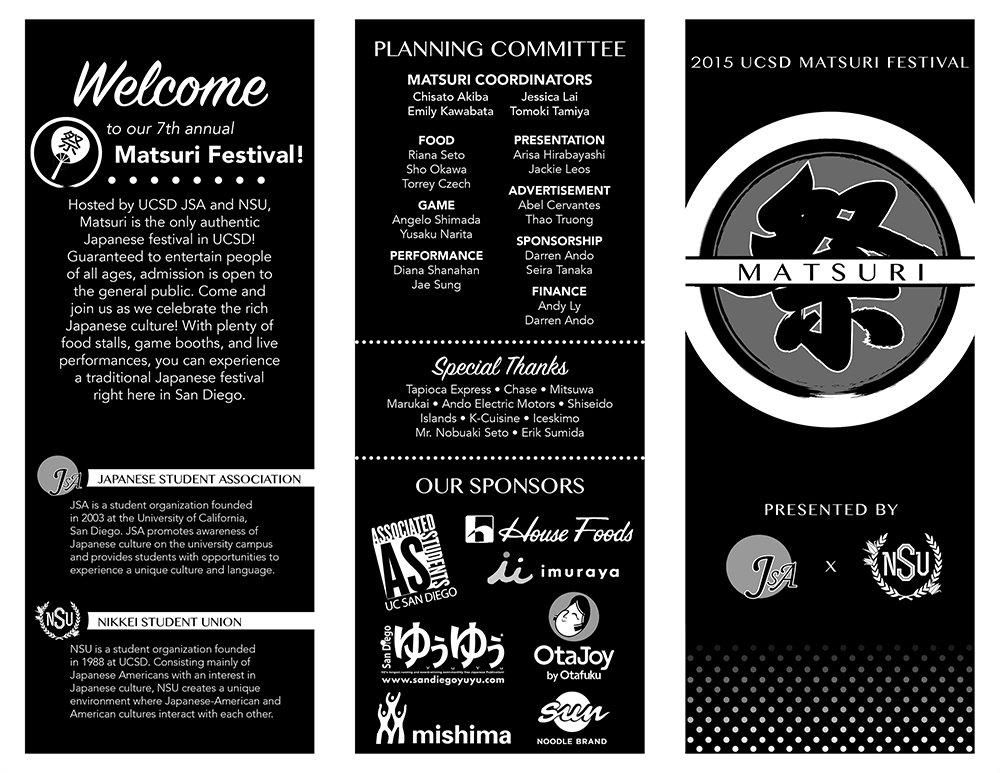 Welcome
to our 7th annual
祭
Matsuri Festival!
Hosted by UCSD JSA and NSU,
Matsuri is the only authentic
Japanese festival in UCSD!
Guaranteed to entertain people
of all ages, admission is open to
the general public. Come and
join us as we celebrate the rich
Japanese culture! With plenty of
food stalls, game booths, and live
performances, you can experience
a traditional Japanese festival
right here in San Diego.
JSA
JAPANESE STUDENT ASSOCIATION
JSA is a student organization founded
in 2003 at the University of California,
San Diego. JSA promotes awareness of
Japanese culture on the university campus
and provides students with opportunities to
experience a unique culture and language.
NSU
NIKKEI STUDENT UNION
NSU is a student organization founded
in 1988 at UCSD. Consisting mainly of
Japanese Americans with an interest in
Japanese culture, NSU creates a unique
environment where Japanese-American and
American cultures interact with each other.
PLANNING COMMITTEE
MATSURI COORDINATORS
Chisato Akiba Jessica Lai
Emily Kawabata Tomoki Tamiya
FOOD
Riana Seto
Sho Okawa
Torrey Czech
GAME
Angelo Shimada
Yusaku Narita
PERFORMANCE
Diana Shanahan
Jae Sung
PRESENTATION
Arisa Hirabayashi
Jackie Leos
ADVERTISEMENT
Abel Cervantes
Thao Truong
SPONSORSHIP
Darren Ando
Seira Tanaka
FINANCE
Andy Ly
Darren Ando
Special Thanks
Tapioca Express • Chase • Mitsuwa
Marukai • Ando Electric Motors • Shiseido
Islands • K-Cuisine • Iceskimo
Mr. Nobuaki Seto • Erik Sumida
OUR SPONSORS
ASSOCIATED
STUDENTS
AS
UC SAN DIEGO
House Foods
imuraya
San Diego
ゆうゆう
www.sandiegoyuyu.com
OtaJoy
by Otafuku
mishima
sun
NOODLE BRAND
2015 UCSD MATSURI FESTIVAL
祭
MATSURI
PRESENTED BY
JSA x NSU